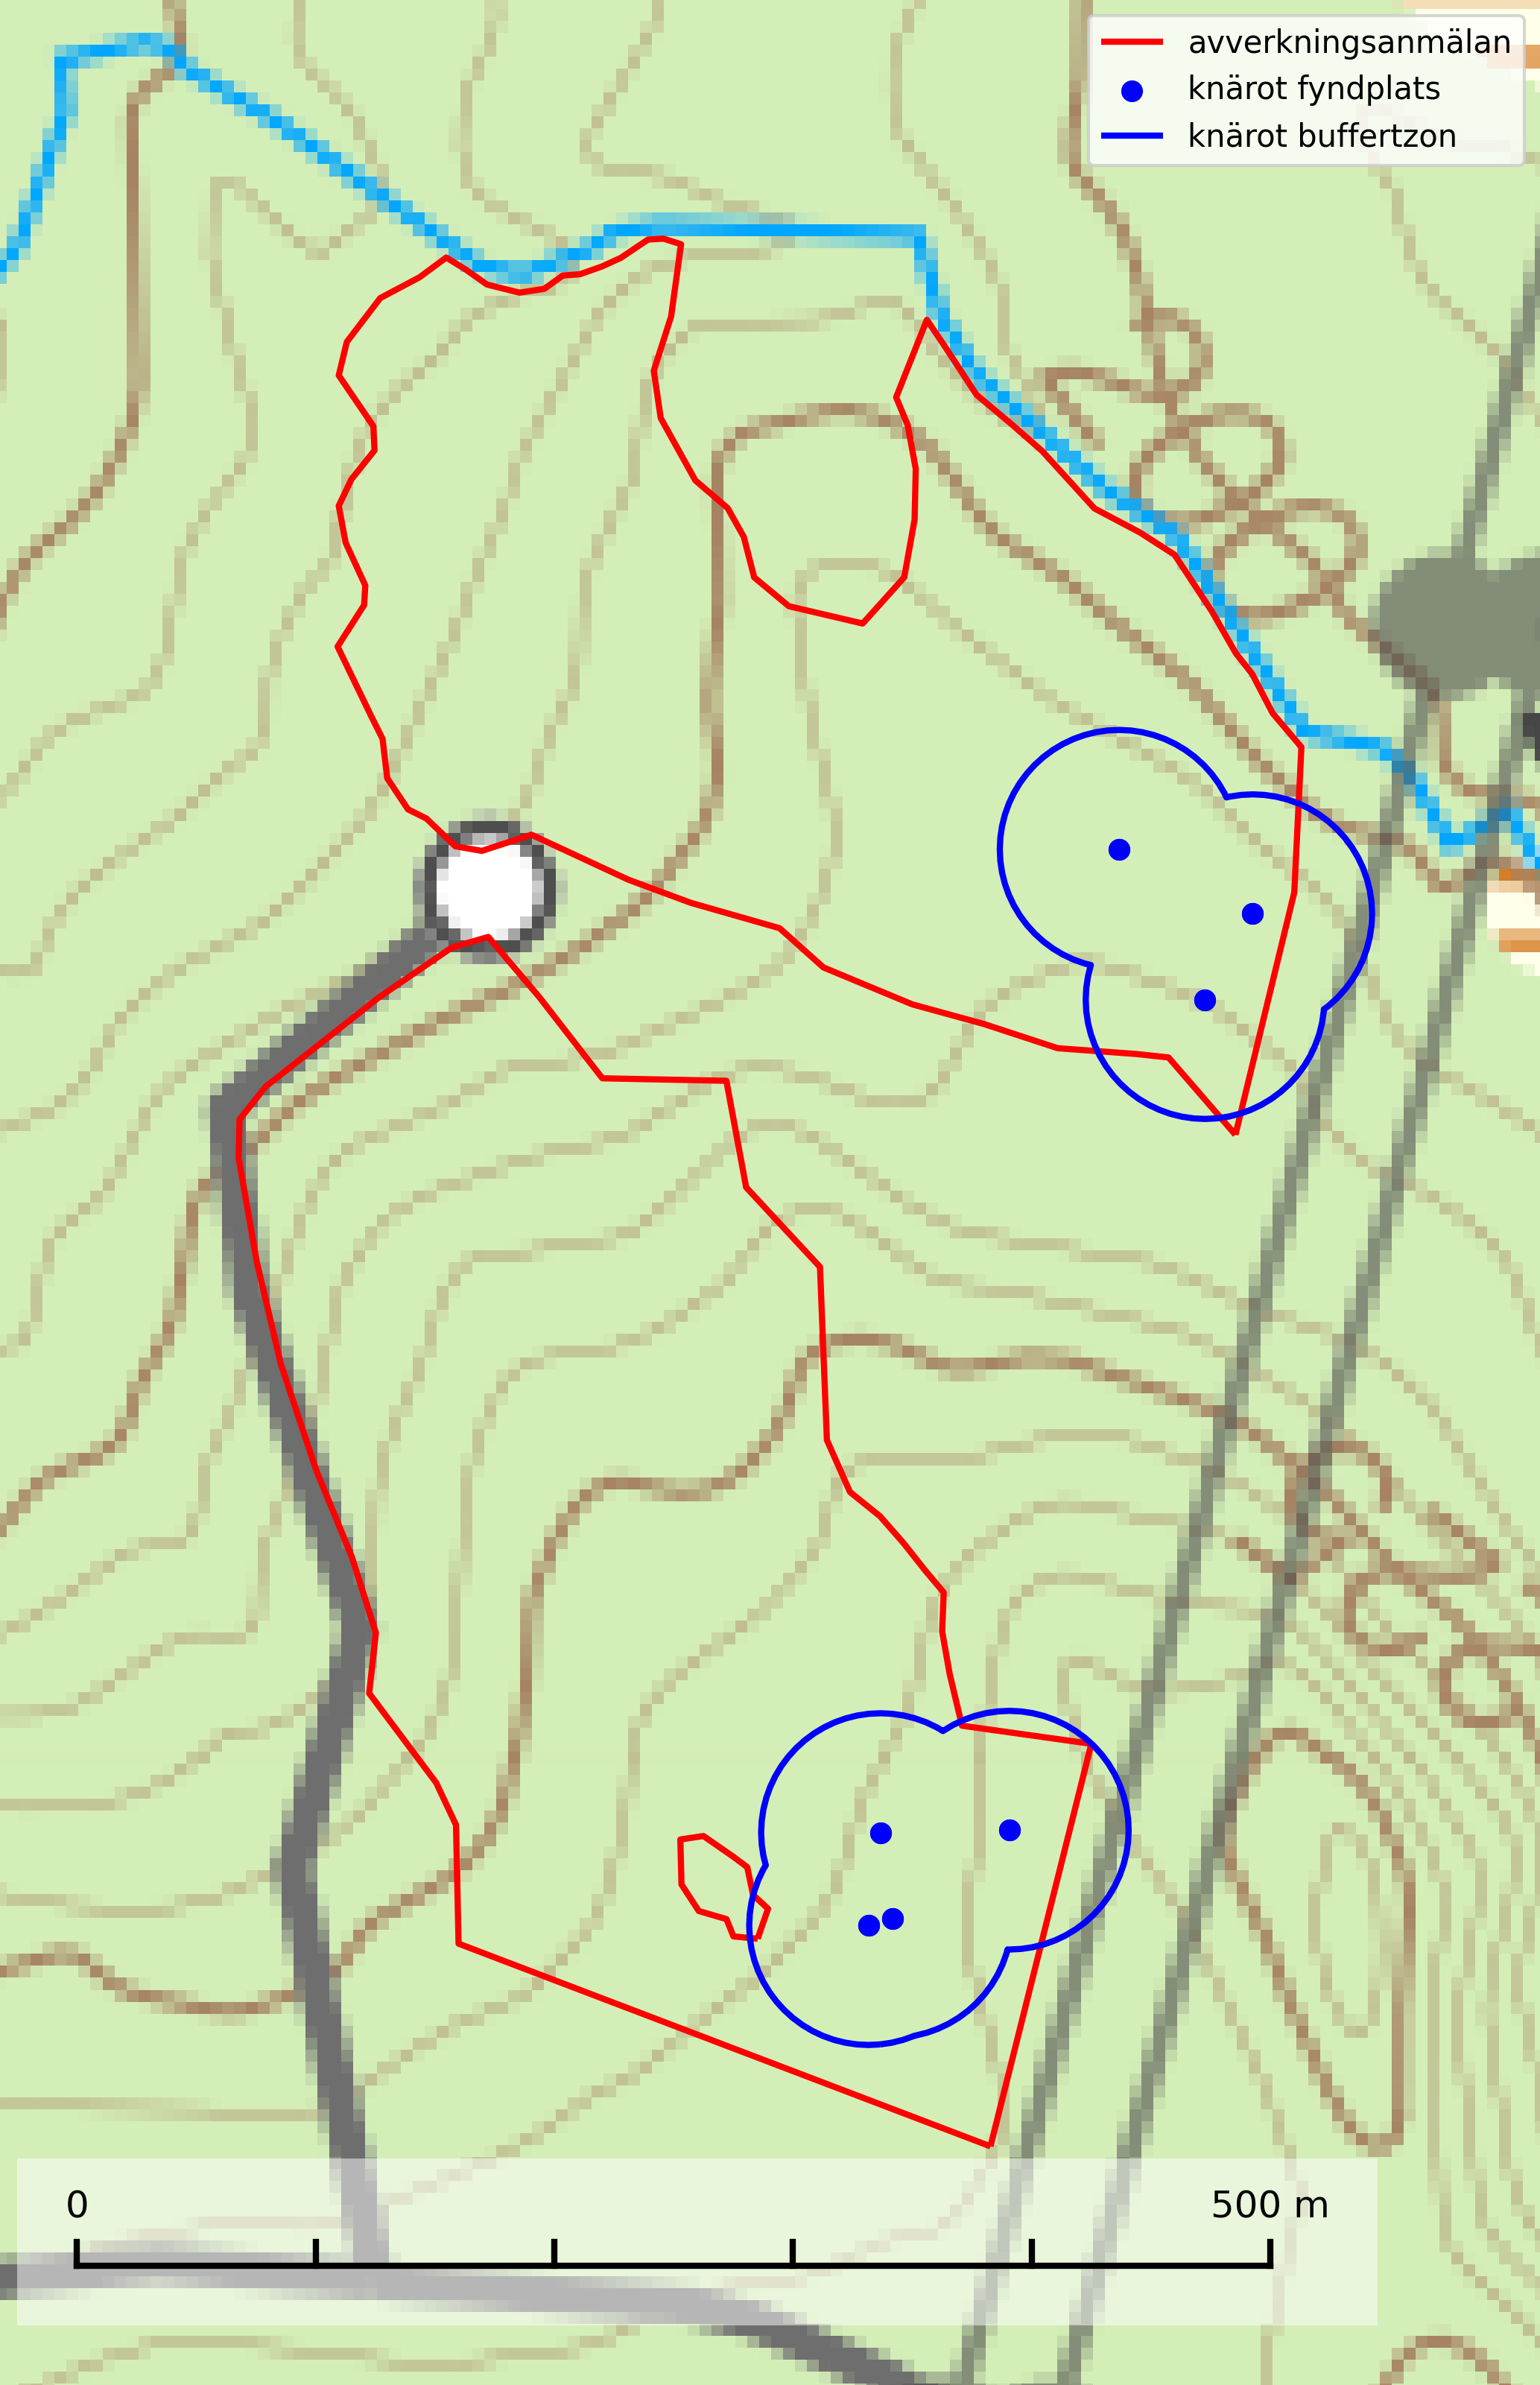 avverkningsanmälan
knärot fyndplats
knärot buffertzon
0
500 m